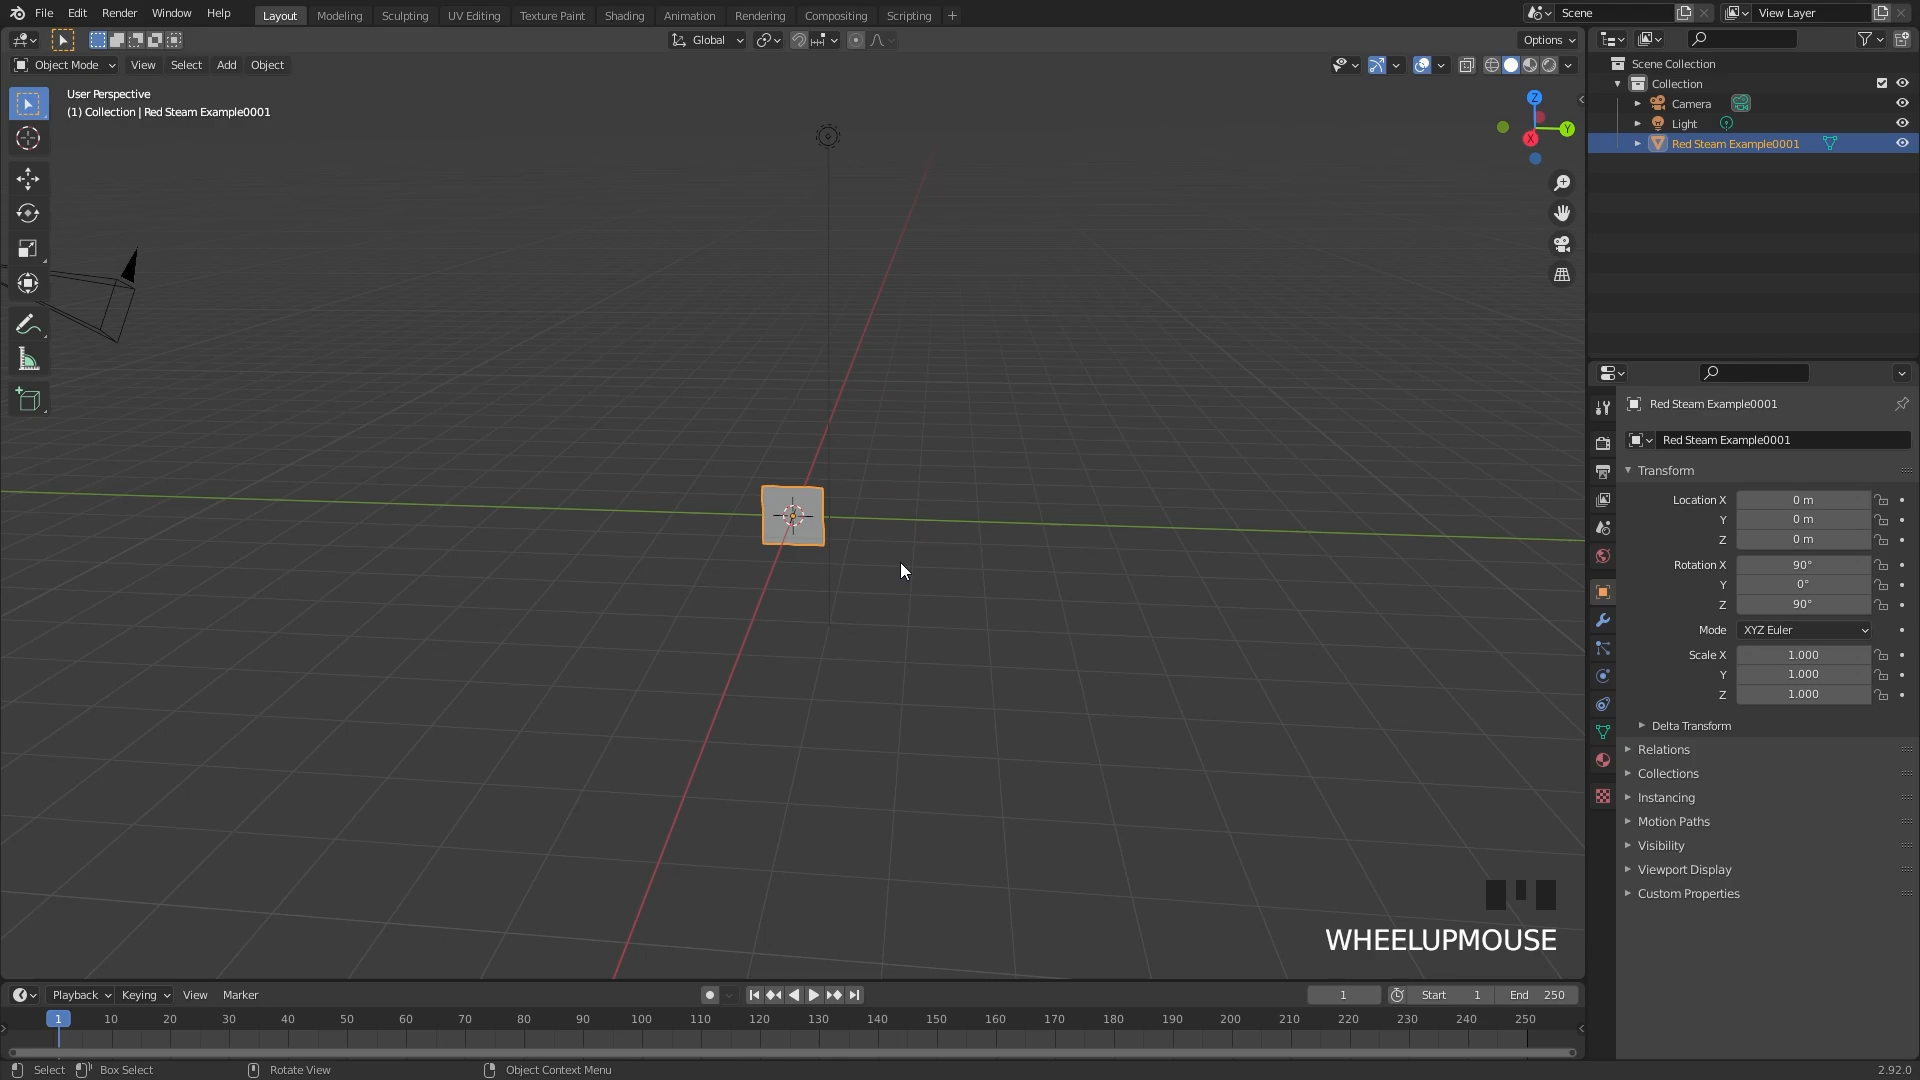 File Edit Render Window Help
Layout Modeling Sculpting UV Editing Texture Paint Shading Animation Rendering Compositing Scripting +
Scene
View Layer
Global
Options
Object Mode View Select Add Object
User Perspective
(1) Collection | Red Steam Example0001
Z
Y
X
Scene Collection
Collection
Camera
Light
Red Steam Example0001
Red Steam Example0001
Red Steam Example0001
Transform
Location X 0 m
Y 0 m
Z 0 m
Rotation X 90°
Y 0°
Z 90°
Mode XYZ Euler
Scale X 1.000
Y 1.000
Z 1.000
Delta Transform
Relations
Collections
Instancing
Motion Paths
Visibility
Viewport Display
Custom Properties
WHEELUPMOUSE
Playback Keying View Marker
1 Start 1 End 250
1 10 20 30 40 50 60 70 80 90 100 110 120 130 140 150 160 170 180 190 200 210 220 230 240 250
Select Box Select Rotate View Object Context Menu
2.92.0